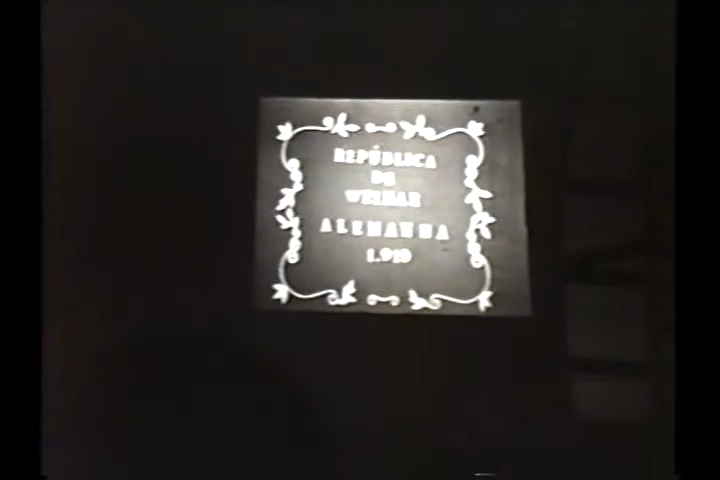 REPÚBLICA
DE
WEIMAR
ALEMANHA
1.919